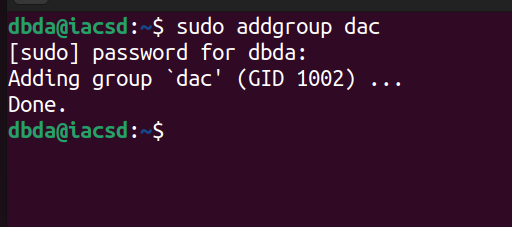 dbda@iacsd:~$ sudo addgroup dac
[sudo] password for dbda:
Adding group `dac' (GID 1002) ...
Done.
dbda@iacsd:~$